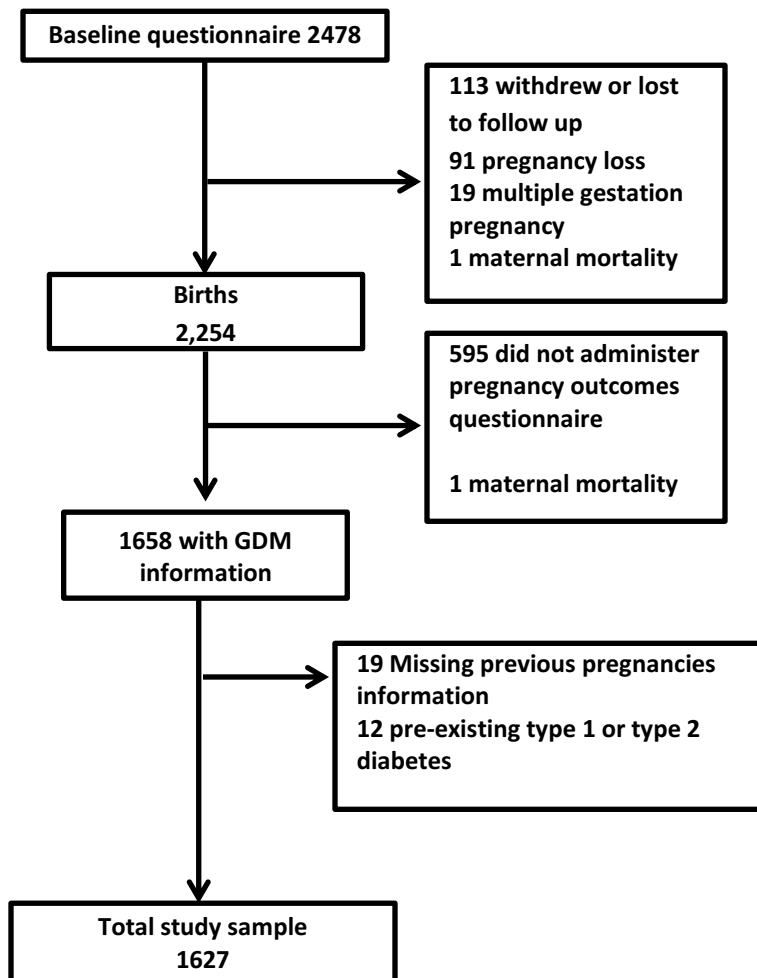 Baseline questionnaire 2478
113 withdrew or lost
to follow up
91 pregnancy loss
19 multiple gestation
pregnancy
1 maternal mortality
Births
2,254
595 did not administer
pregnancy outcomes
questionnaire
1 maternal mortality
1658 with GDM
information
19 Missing previous pregnancies
information
12 pre-existing type 1 or type 2
diabetes
Total study sample
1627